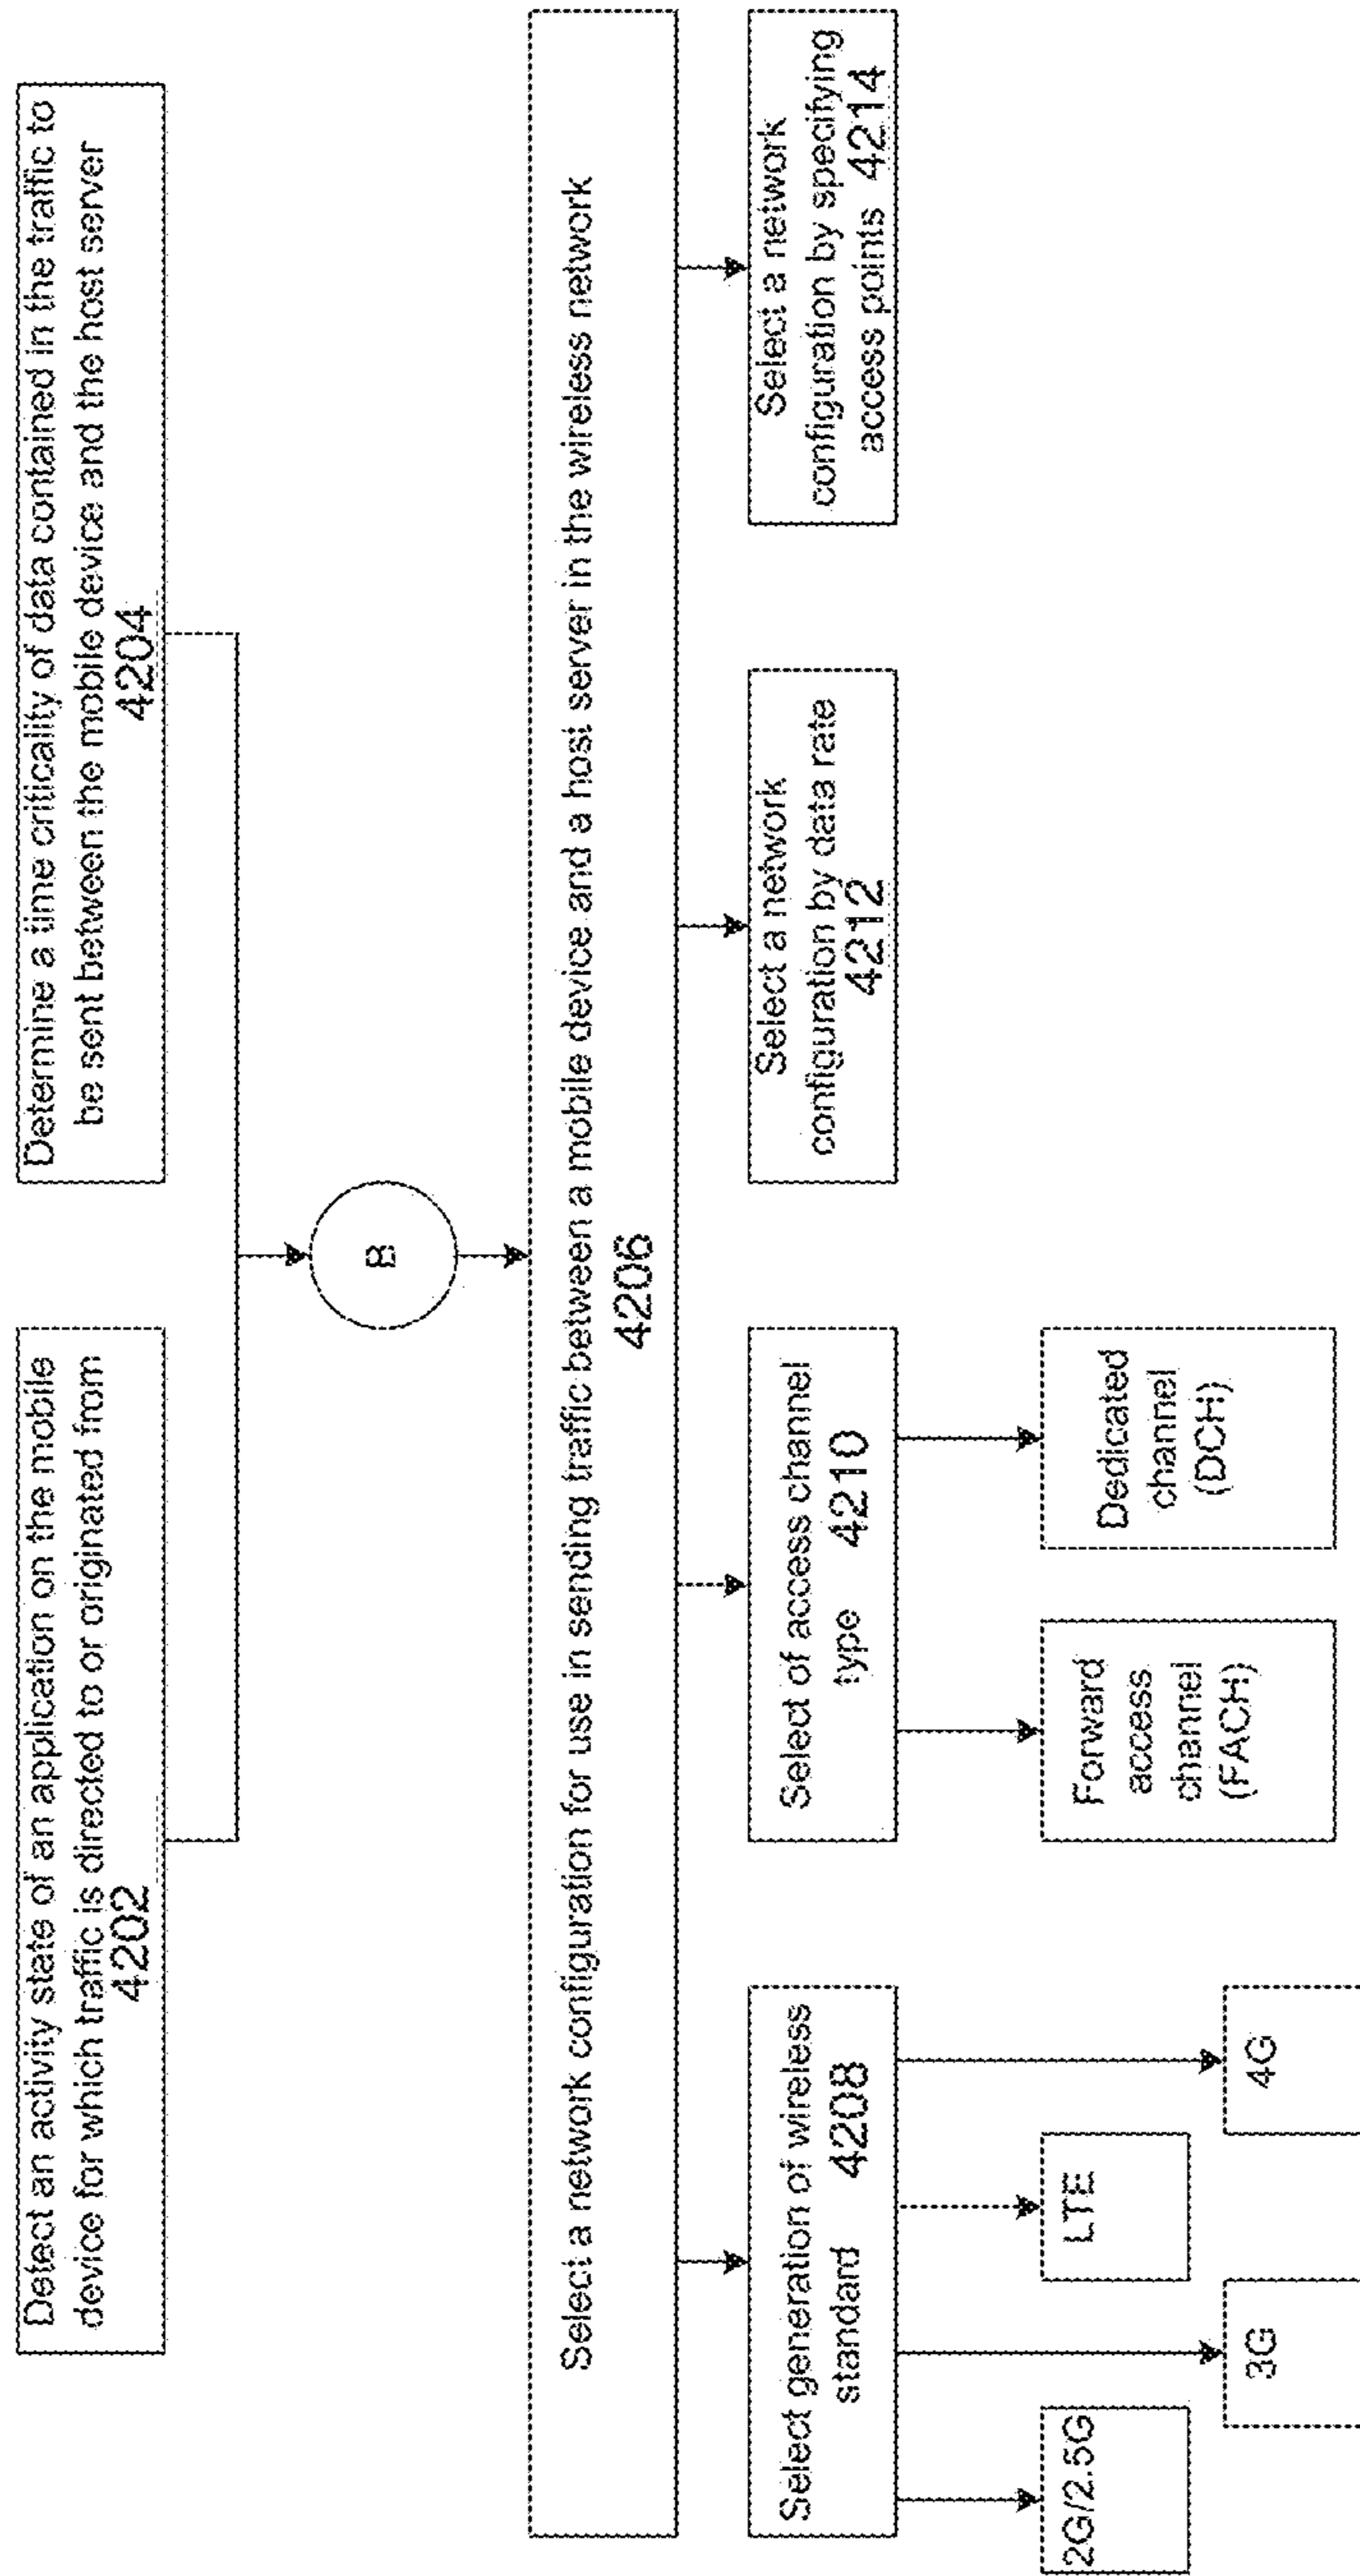 Detect an activity state of an application on the mobile
device for which traffic is directed to or originated from
4202
Determine a time criticality of data contained in the traffic to
be sent between the mobile device and the host server
4204
B
Select a network configuration for use in sending traffic between a mobile device and a host server in the wireless network
4206
Select generation of wireless
standard 4208
2G/2.5G
3G
LTE
4G
Select of access channel
type 4210
Forward
access
channel
(FACH)
Dedicated
channel
(DCH)
Select a network
configuration by data rate
4212
Select a network
configuration by specifying
access points 4214